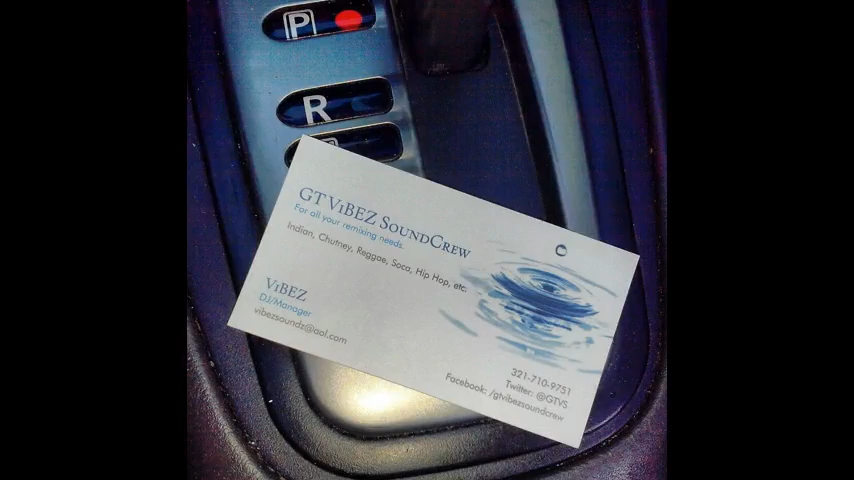 P
R
GT ViBEZ SoundCrew
For all your remixing needs.
Indian, Chutney, Reggae, Soca, Hip Hop, etc.
ViBEZ
DJ/Manager
vibezsoundz@aol.com
321-710-9751
Twitter: @GTVS
Facebook: /gtvibezsoundcrew